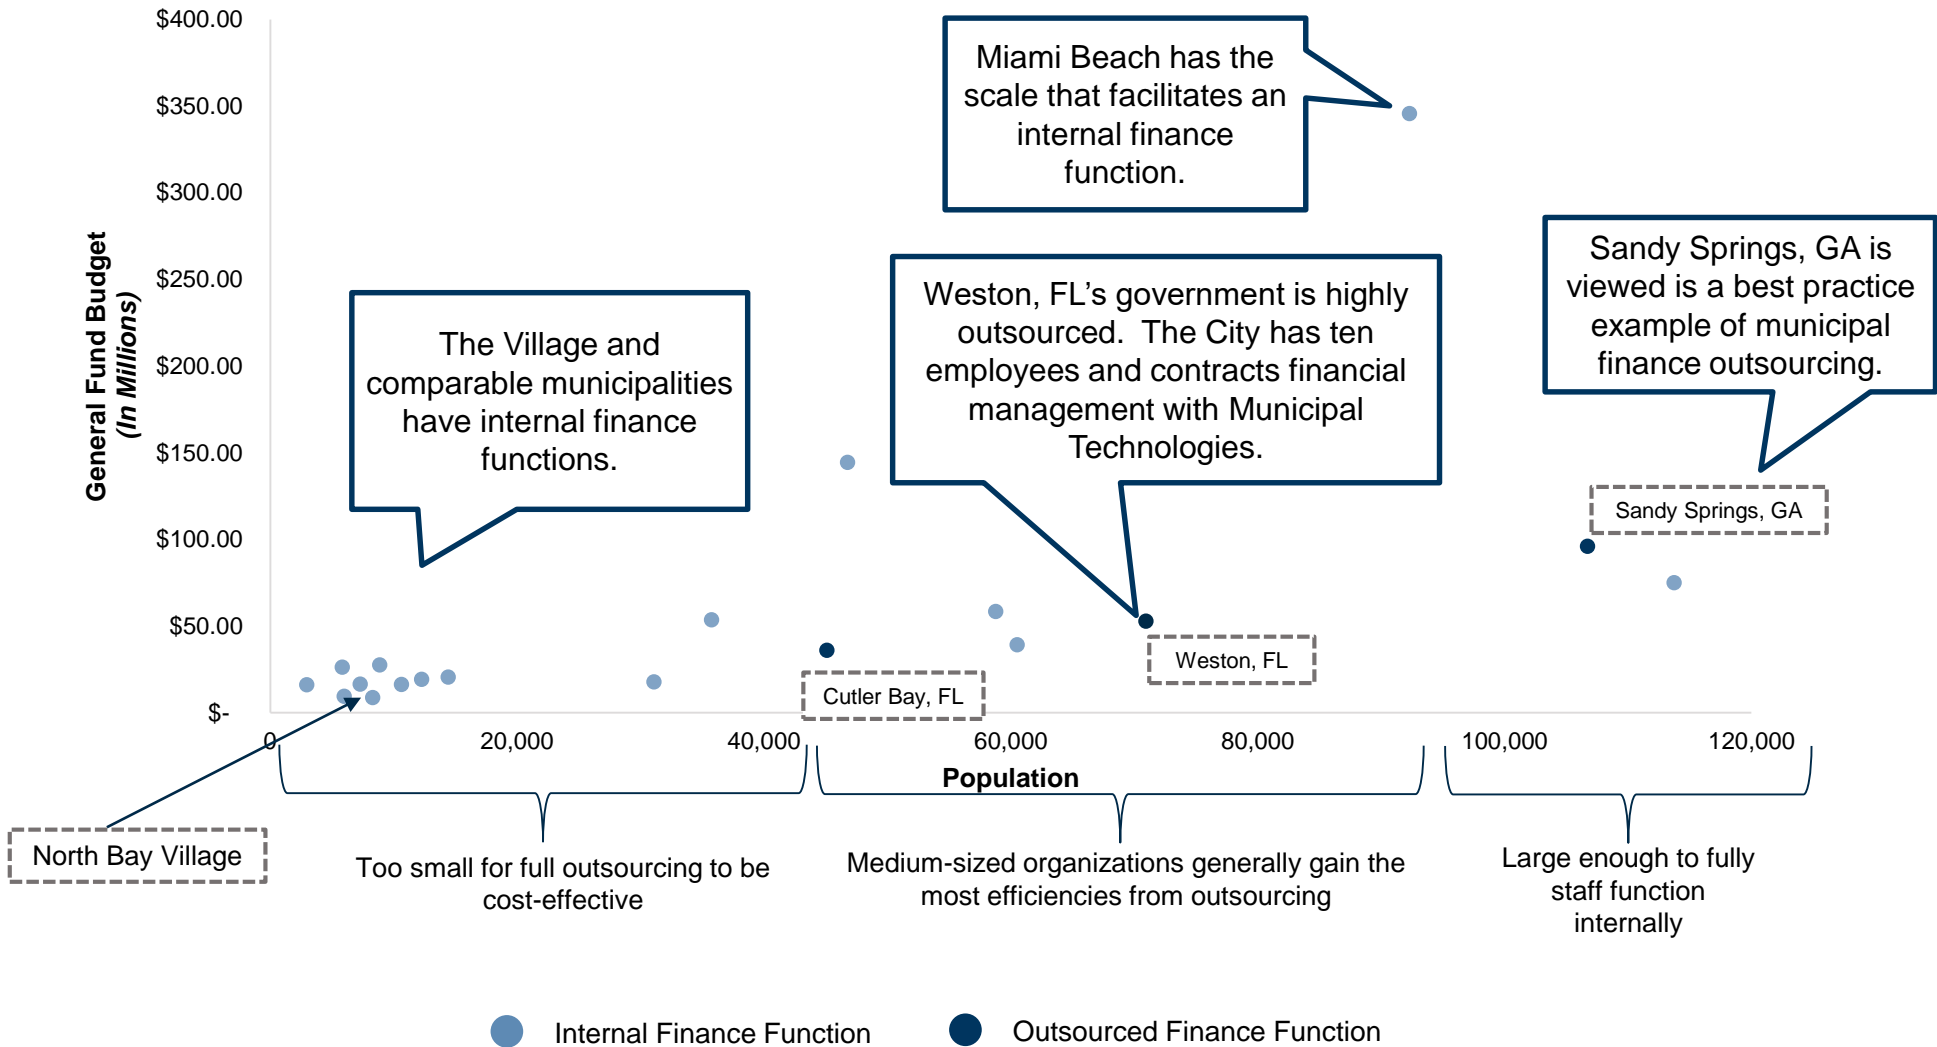 $400.00
$350.00
$300.00
$250.00
$200.00
$150.00
$100.00
$50.00
$-
General Fund Budget
(In Millions)
Miami Beach has the
scale that facilitates an
internal finance
function.
Sandy Springs, GA is
viewed is a best practice
example of municipal
finance outsourcing.
Weston, FL’s government is highly
outsourced.  The City has ten
employees and contracts financial
management with Municipal
Technologies.
The Village and
comparable municipalities
have internal finance
functions.
Sandy Springs, GA
Weston, FL
Cutler Bay, FL
0
20,000
40,000
60,000
80,000
100,000
120,000
Population
North Bay Village
Too small for full outsourcing to be
cost-effective
Medium-sized organizations generally gain the
most efficiencies from outsourcing
Large enough to fully
staff function
internally
Internal Finance Function
Outsourced Finance Function